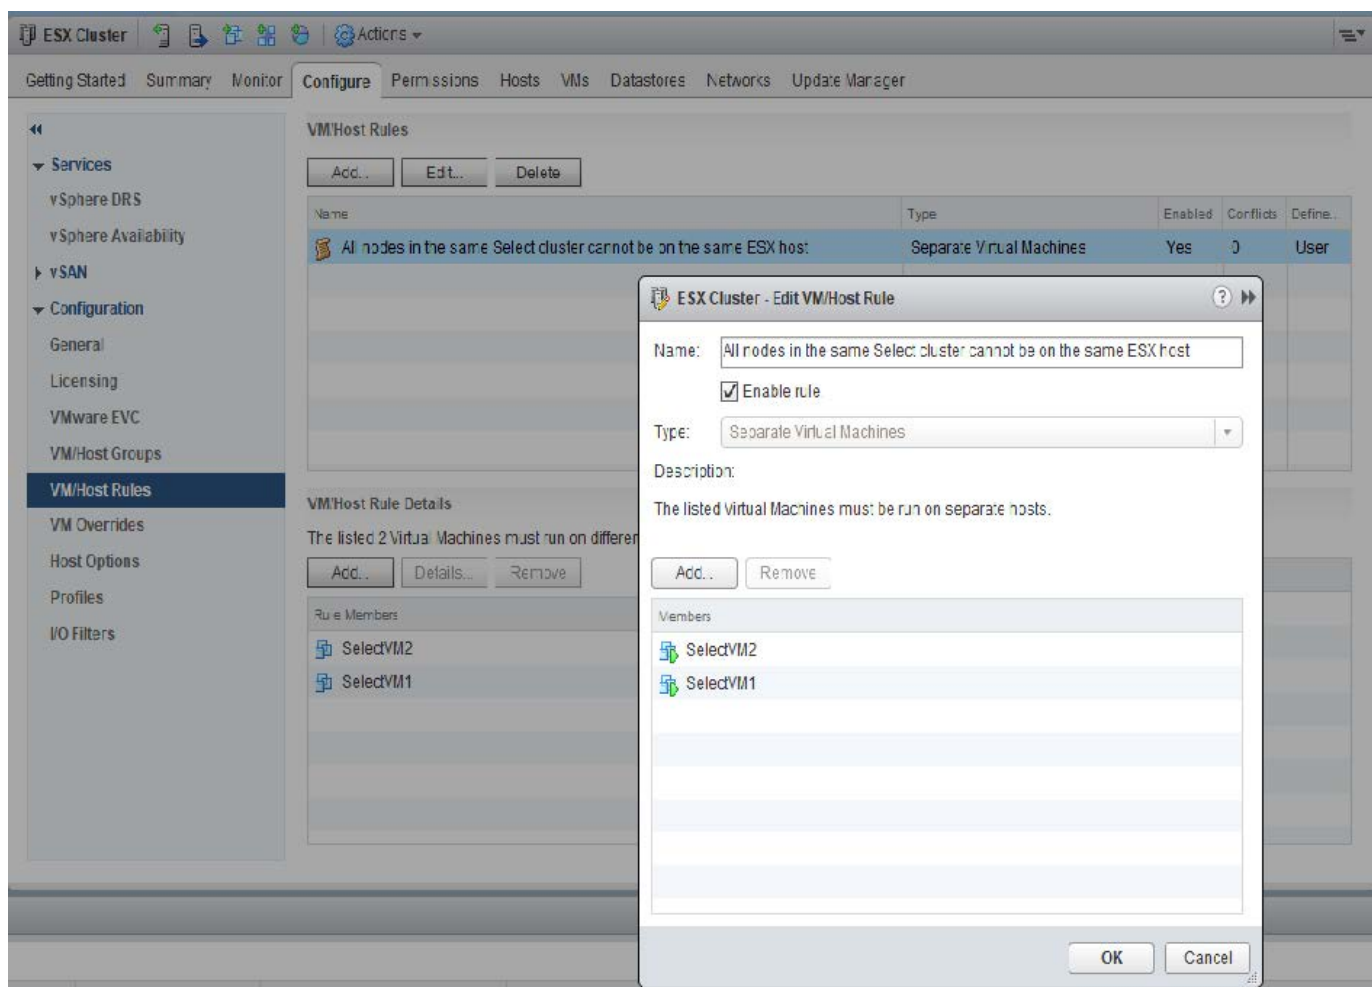 ESX Cluster Actions
Getting Started Summary Monitor Configure Permissions Hosts VMs Datastores Networks Update Manager
VM/Host Rules
Services
Add... Edit... Delete
vSphere DRS
Name Type Enabled Conflicts Define...
vSphere Availability
All nodes in the same Select cluster cannot be on the same ESX host Separate Virtual Machines Yes 0 User
vSAN
Configuration
General
Licensing
VMware EVC
VM/Host Groups
VM/Host Rules
VM Overrides
Host Options
Profiles
I/O Filters
VM/Host Rule Details
The listed 2 Virtual Machines must run on differen
Add... Details... Remove
Rule Members
SelectVM2
SelectVM1
ESX Cluster - Edit VM/Host Rule ?
Name: All nodes in the same Select cluster cannot be on the same ESX host
Enable rule
Type: Separate Virtual Machines
Description:
The listed Virtual Machines must be run on separate hosts.
Add... Remove
Members
SelectVM2
SelectVM1
OK Cancel